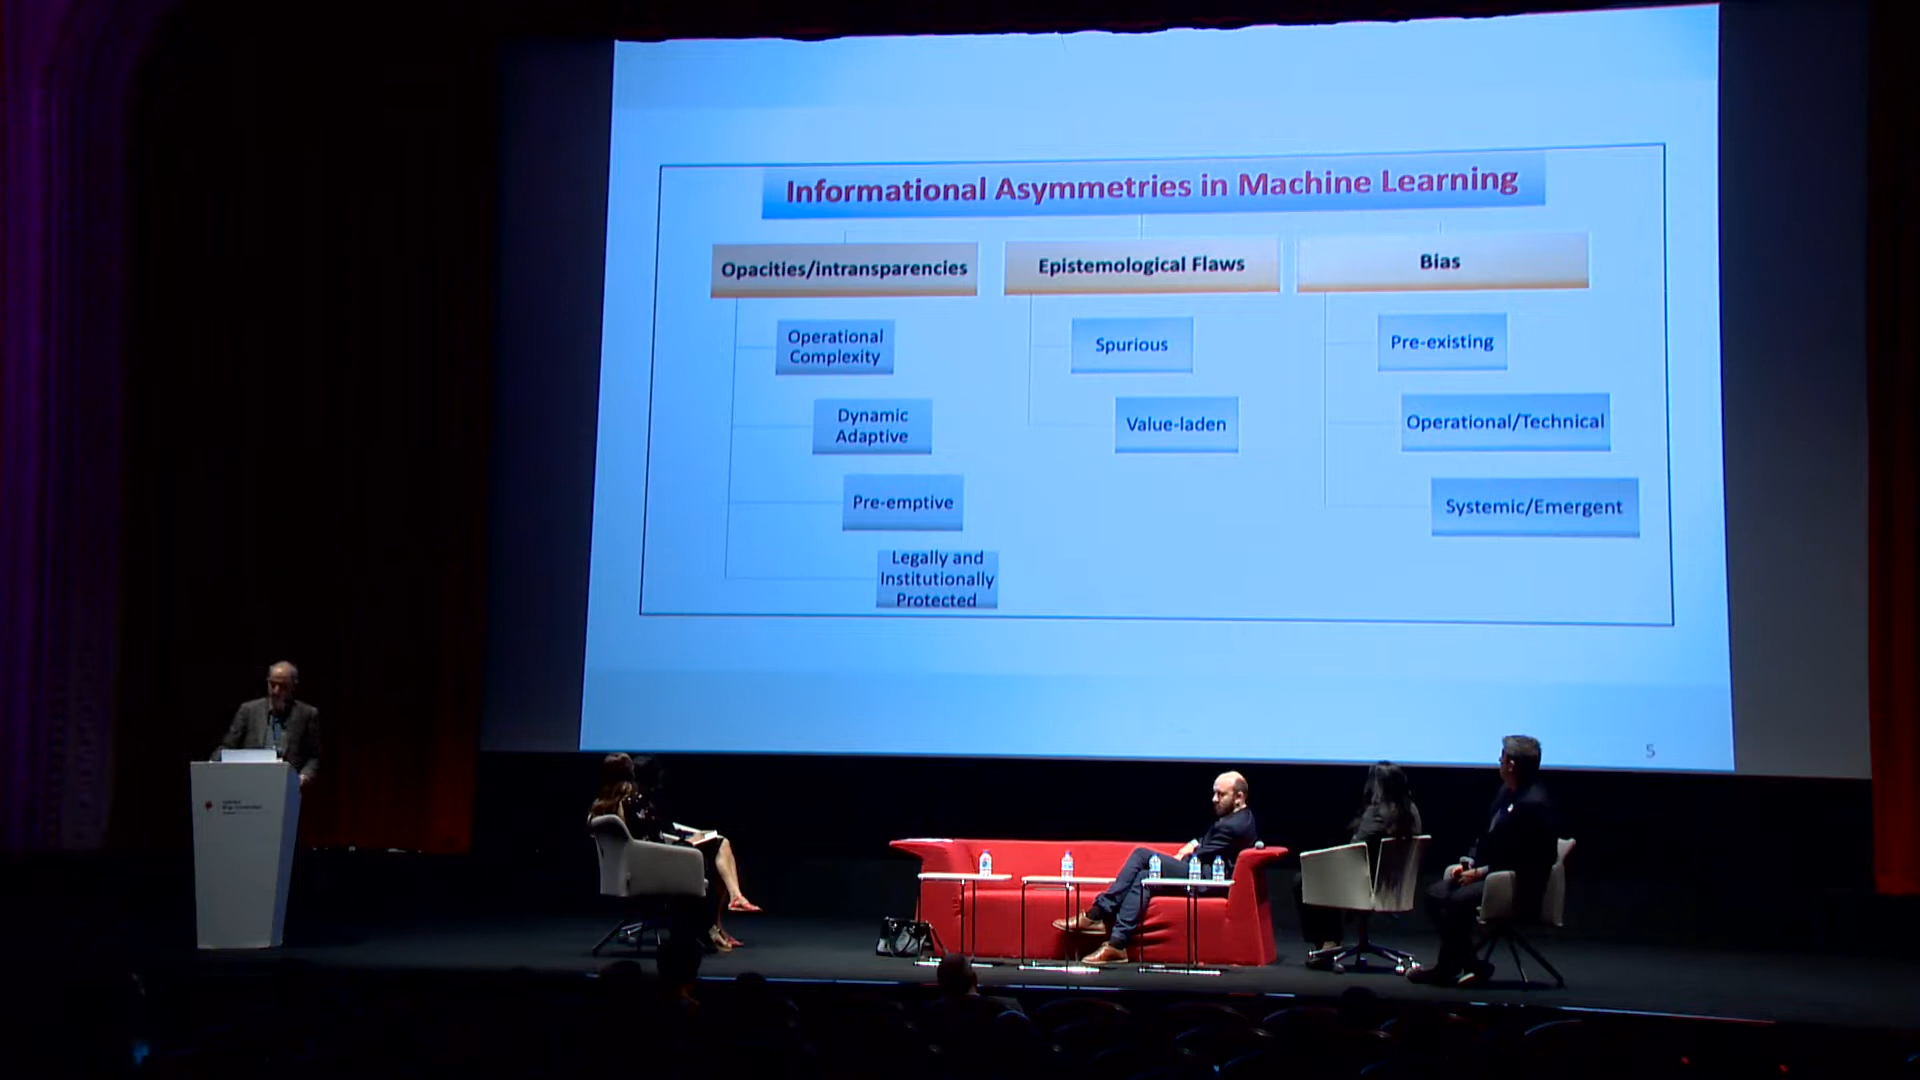 Informational Asymmetries in Machine Learning
Opacities/intransparencies
Operational
Complexity
Dynamic
Adaptive
Pre-emptive
Legally and
Institutionally
Protected
Epistemological Flaws
Spurious
Value-laden
Bias
Pre-existing
Operational/Technical
Systemic/Emergent
5